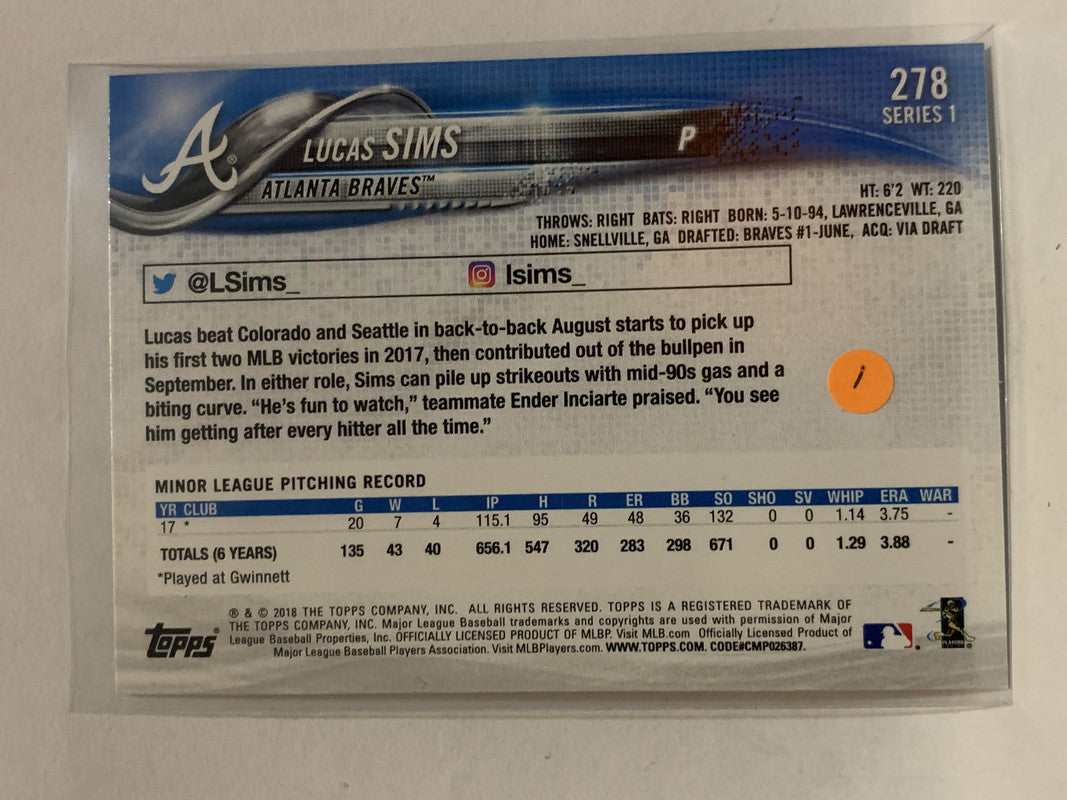 278
SERIES 1
A®
LUCAS SIMS P
ATLANTA BRAVES™
HT: 6'2 WT: 220
THROWS: RIGHT BATS: RIGHT BORN: 5-10-94, LAWRENCEVILLE, GA
HOME: SNELLVILLE, GA DRAFTED: BRAVES #1-JUNE, ACQ: VIA DRAFT
@LSims_ lsims_
Lucas beat Colorado and Seattle in back-to-back August starts to pick up
his first two MLB victories in 2017, then contributed out of the bullpen in
September. In either role, Sims can pile up strikeouts with mid-90s gas and a
biting curve. “He’s fun to watch,” teammate Ender Inciarte praised. “You see
him getting after every hitter all the time.”
1
MINOR LEAGUE PITCHING RECORD
YR CLUB G W L IP H R ER BB SO SHO SV WHIP ERA WAR
17 * 20 7 4 115.1 95 49 48 36 132 0 0 1.14 3.75 -
TOTALS (6 YEARS) 135 43 40 656.1 547 320 283 298 671 0 0 1.29 3.88 -
*Played at Gwinnett
® & © 2018 THE TOPPS COMPANY, INC. ALL RIGHTS RESERVED. TOPPS IS A REGISTERED TRADEMARK OF
THE TOPPS COMPANY, INC. Major League Baseball trademarks and copyrights are used with permission of Major
League Baseball Properties, Inc. OFFICIALLY LICENSED PRODUCT OF MLBP. Visit MLB.com Officially Licensed Product of
Major League Baseball Players Association. Visit MLBPlayers.com. WWW.TOPPS.COM. CODE#CMP026387.
TOPPS®